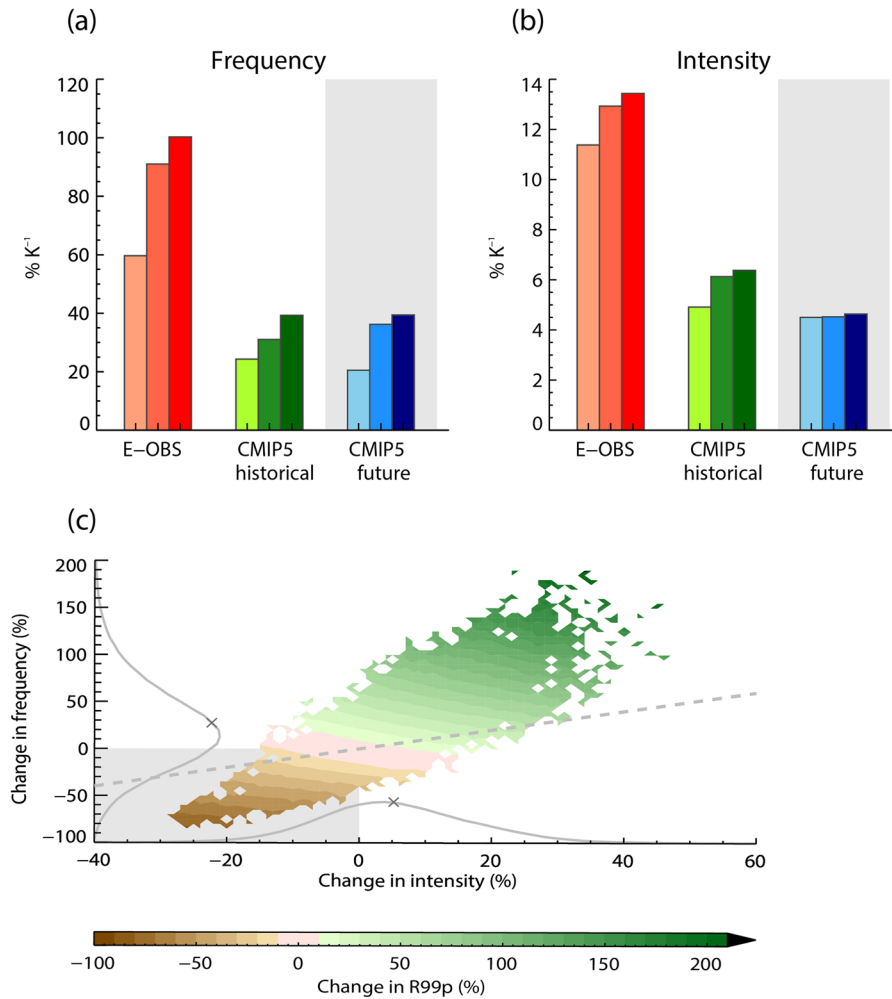 (a)
(b)
Frequency
Intensity
120
100
80
60
40
20
0
% K⁻¹
E−OBS
CMIP5
historical
CMIP5
future
14
12
10
8
6
4
2
0
% K⁻¹
E−OBS
CMIP5
historical
CMIP5
future
(c)
200
150
100
50
0
−50
−100
Change in frequency (%)
−40
−20
0
20
40
60
Change in intensity (%)
−100
−50
0
50
100
150
200
Change in R99p (%)